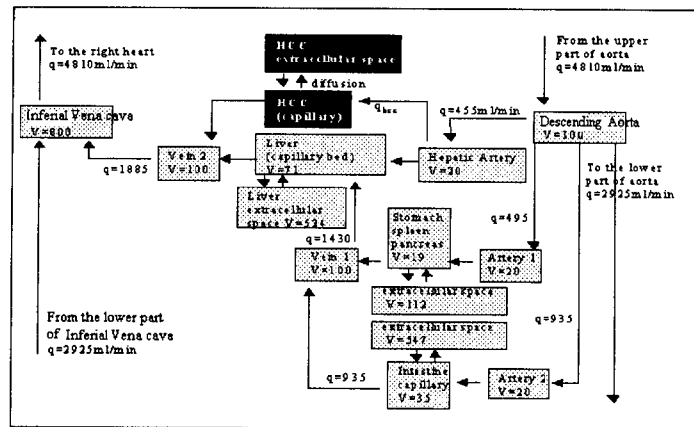 To the right heart
q=4810ml/min
HCC
extracellular space
diffusion
HCC
(capillary)
q hcc
q=455ml/min
From the upper
part of aorta
q=4810ml/min
Inferial Vena cava
V=800
Descending Aorta
V=100
q=1885
Vein 2
V=100
Liver
(capillary bed)
V=71
Hepatic Artery
V=20
To the lower
part of aorta
q=2925ml/min
Liver
extracellular
space V=524
q=1430
Stomach
spleen
pancreas
V=19
q=495
Vein 1
V=100
Artery 1
V=20
extracellular space
V=112
extracellular space
V=547
q=935
From the lower part
of Inferial Vena cava
q=2925ml/min
q=935
Intestine
capillary
V=35
Artery 2
V=20